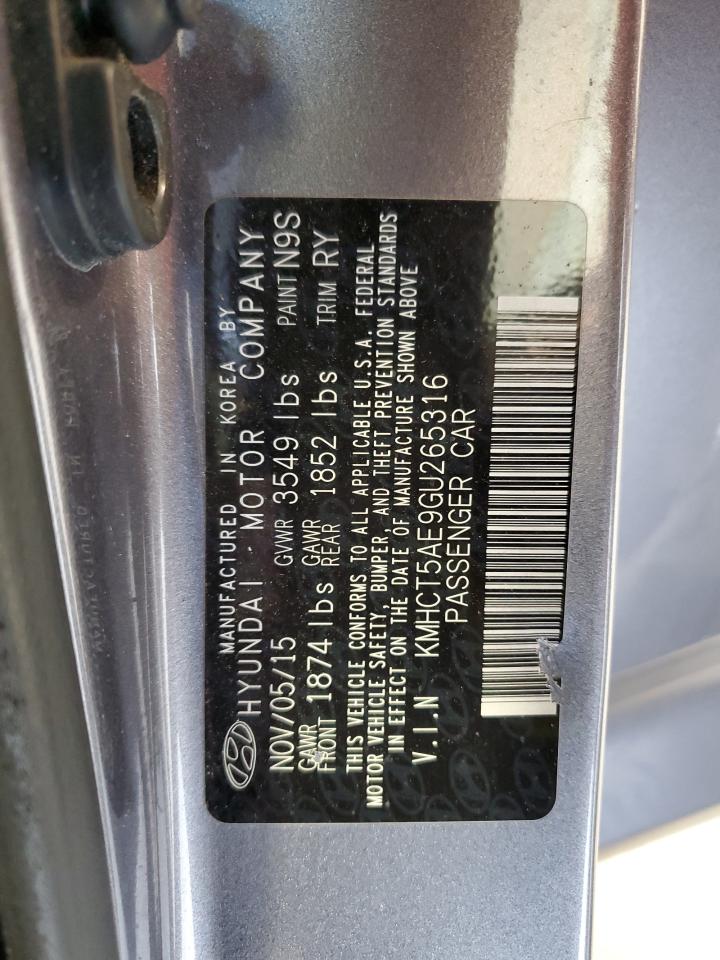 MANUFACTURED IN KOREA BY
HYUNDAI MOTOR COMPANY
NOV/05/15 GVWR 3549 lbs PAINT N9S
GAWR FRONT 1874 lbs GAWR REAR 1852 lbs TRIM RY
THIS VEHICLE CONFORMS TO ALL APPLICABLE U.S.A. FEDERAL
MOTOR VEHICLE SAFETY, BUMPER, AND THEFT PREVENTION STANDARDS
IN EFFECT ON THE DATE OF MANUFACTURE SHOWN ABOVE
V.I.N KMHCT5AE9GU265316
PASSENGER CAR